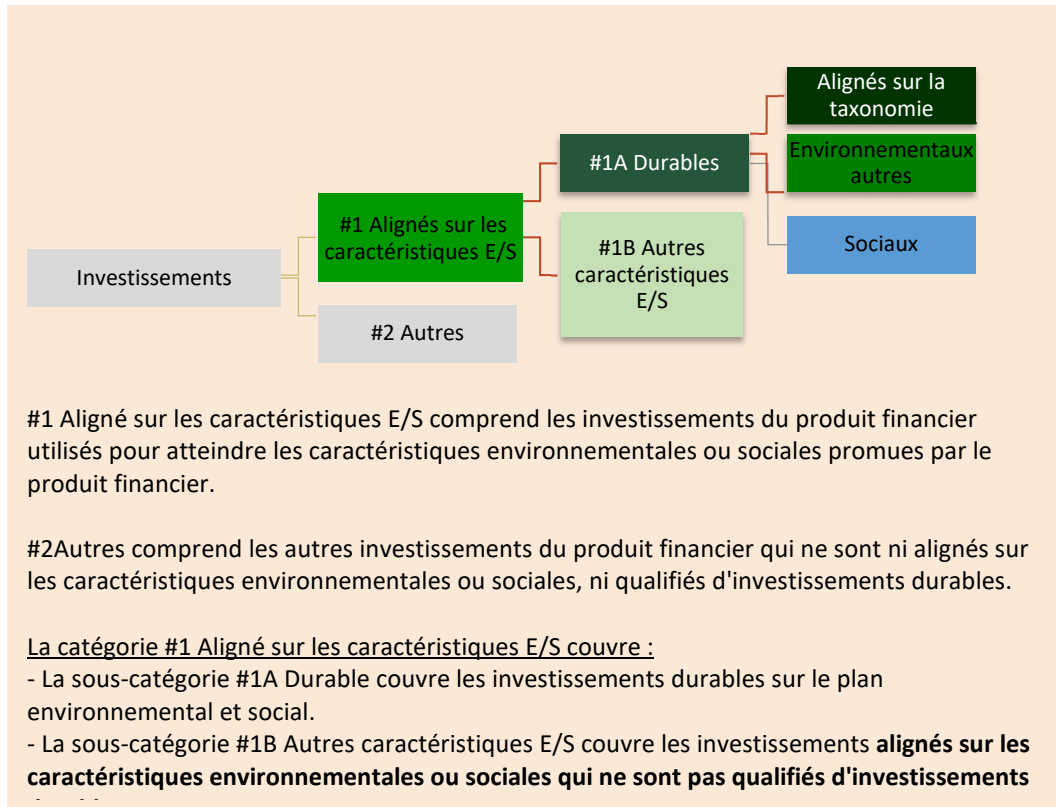 Alignés sur la
taxonomie
#1A Durables
Environnementaux
autres
#1 Alignés sur les
caractéristiques E/S
#1B Autres
caractéristiques
E/S
Sociaux
Investissements
#2 Autres
#1 Aligné sur les caractéristiques E/S comprend les investissements du produit financier
utilisés pour atteindre les caractéristiques environnementales ou sociales promues par le
produit financier.
#2Autres comprend les autres investissements du produit financier qui ne sont ni alignés sur
les caractéristiques environnementales ou sociales, ni qualifiés d'investissements durables.
La catégorie #1 Aligné sur les caractéristiques E/S couvre :
- La sous-catégorie #1A Durable couvre les investissements durables sur le plan
environnemental et social.
- La sous-catégorie #1B Autres caractéristiques E/S couvre les investissements alignés sur les
caractéristiques environnementales ou sociales qui ne sont pas qualifiés d'investissements